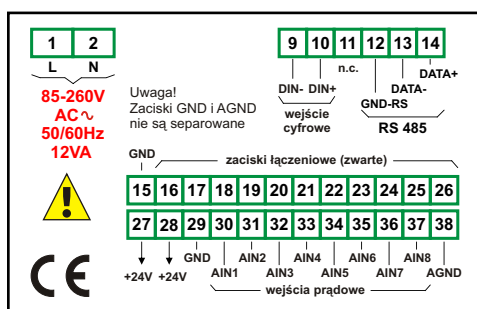 1 2
L N
85-260V
AC∿
50/60Hz
12VA
Uwaga!
Zaciski GND i AGND
nie są separowane
9 10 11 12 13 14
DIN- DIN+ n.c. GND-RS DATA- DATA+
wejście
cyfrowe
RS 485
GND
zaciski łączeniowe (zwarte)
15 16 17 18 19 20 21 22 23 24 25 26
27 28 29 30 31 32 33 34 35 36 37 38
+24V +24V GND AIN1 AIN2 AIN3 AIN4 AIN5 AIN6 AIN7 AIN8 AGND
wejścia prądowe
CE